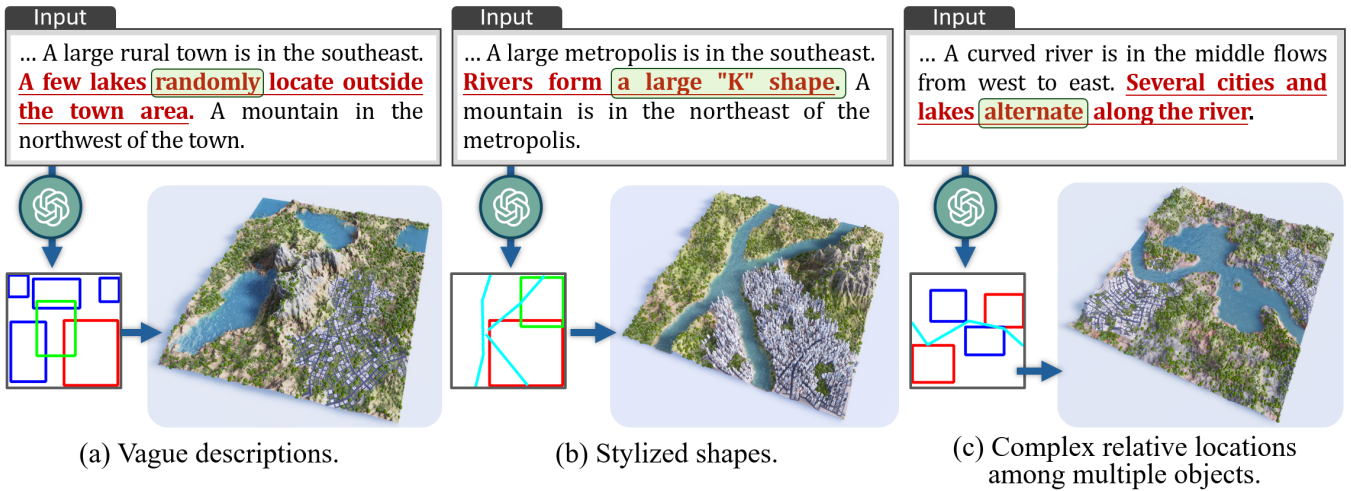 Input
... A large rural town is in the southeast.
A few lakes randomly locate outside
the town area. A mountain in the
northwest of the town.
(a) Vague descriptions.
Input
... A large metropolis is in the southeast.
Rivers form a large "K" shape. A
mountain is in the northeast of the
metropolis.
(b) Stylized shapes.
Input
... A curved river is in the middle flows
from west to east. Several cities and
lakes alternate along the river.
(c) Complex relative locations
among multiple objects.